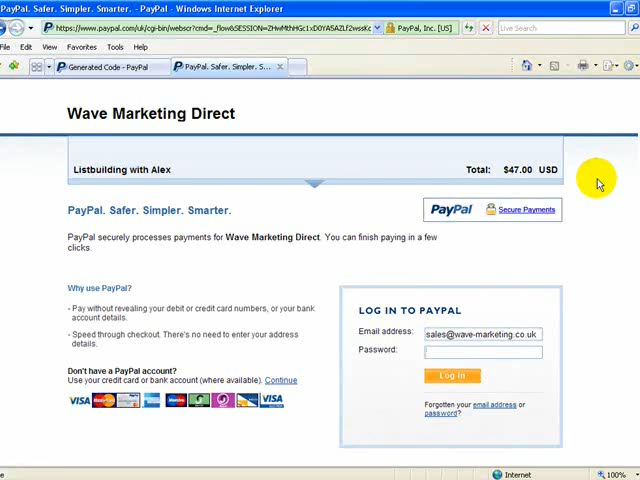 PayPal. Safer. Simpler. Smarter. - PayPal - Windows Internet Explorer
PayPal, Inc. [US]
Live Search
File Edit View Favorites Tools Help
Generated Code - PayPal
PayPal. Safer. Simpler. S...
Wave Marketing Direct
Listbuilding with Alex
Total: $47.00 USD
PayPal. Safer. Simpler. Smarter.
PayPal
Secure Payments
PayPal securely processes payments for Wave Marketing Direct. You can finish paying in a few
clicks.
Why use PayPal?
- Pay without revealing your debit or credit card numbers, or your bank
account details.
- Speed through checkout. There's no need to enter your address
details.
Don't have a PayPal account?
Use your credit card or bank account (where available). Continue
VISA
VISA
LOG IN TO PAYPAL
Email address:
sales@wave-marketing.co.uk
Password:
Log In
Forgotten your email address or
password?
Internet
100%